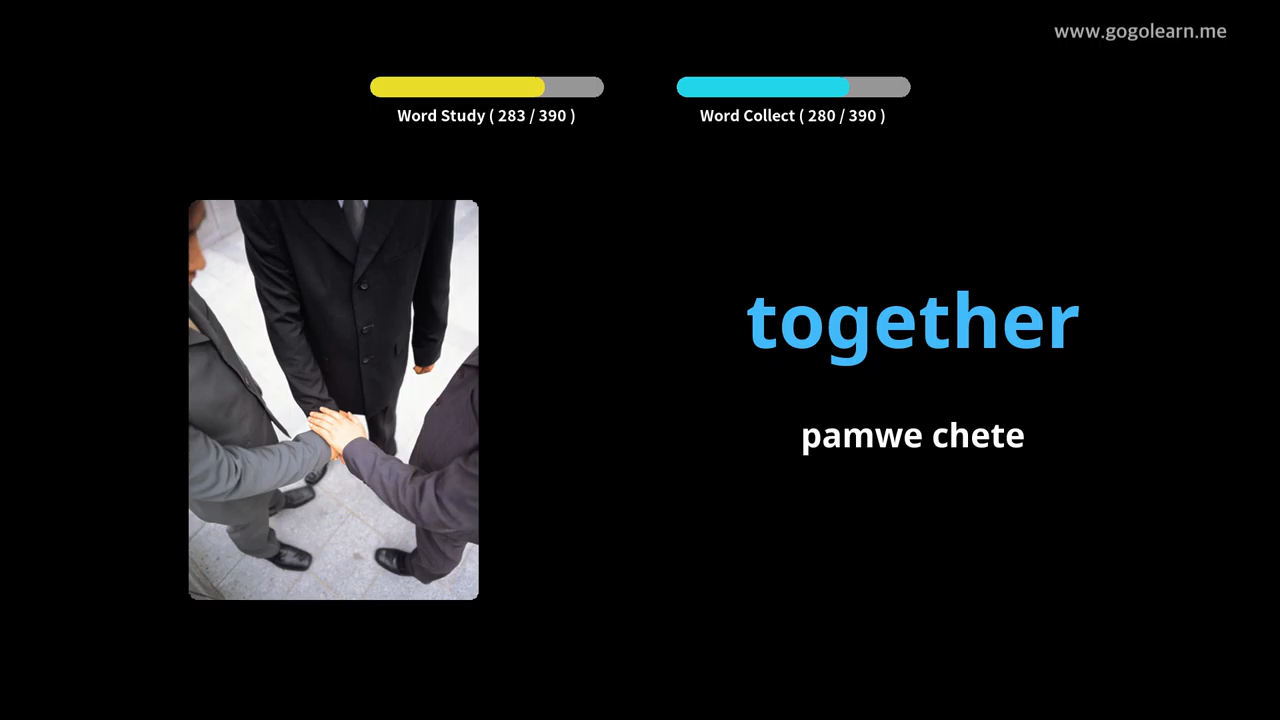 www.gogolearn.me
Word Study ( 283 / 390 )
Word Collect ( 280 / 390 )
together
pamwe chete